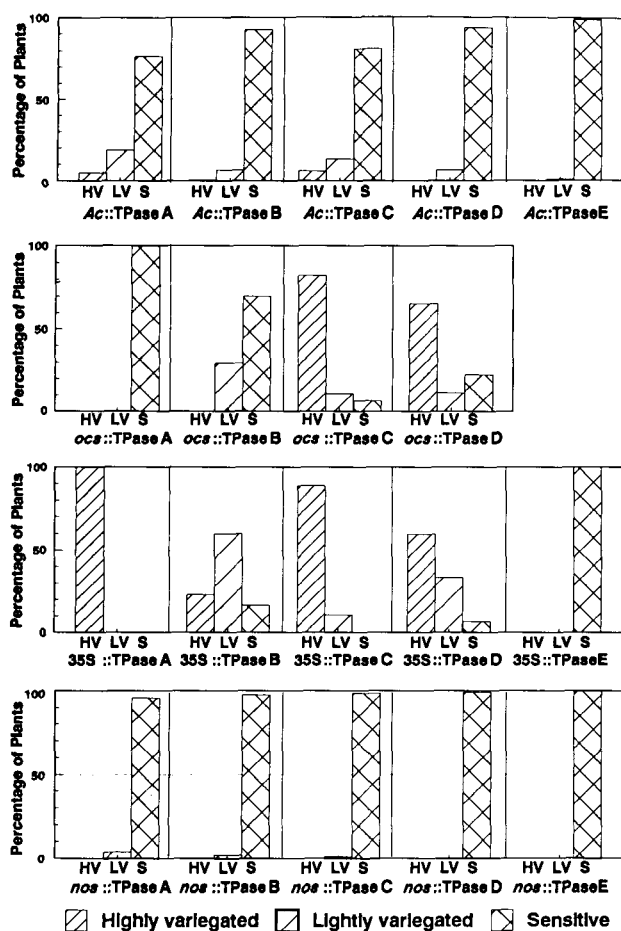 Percentage of Plants
100
50
0
HV LV S HV LV S HV LV S HV LV S HV LV S
Ac::TPase A Ac::TPase B Ac::TPase C Ac::TPase D Ac::TPaseE
Percentage of Plants
100
50
0
HV LV S HV LV S HV LV S HV LV S
ocs::TPase A ocs::TPase B ocs::TPase C ocs::TPase D
Percentage of Plants
100
50
0
HV LV S HV LV S HV LV S HV LV S HV LV S
35S::TPase A 35S::TPase B 35S::TPase C 35S::TPase D 35S::TPaseE
Percentage of Plants
100
50
0
HV LV S HV LV S HV LV S HV LV S HV LV S
nos::TPase A nos::TPase B nos::TPase C nos::TPase D nos::TPaseE
Highly variegated Lightly variegated Sensitive